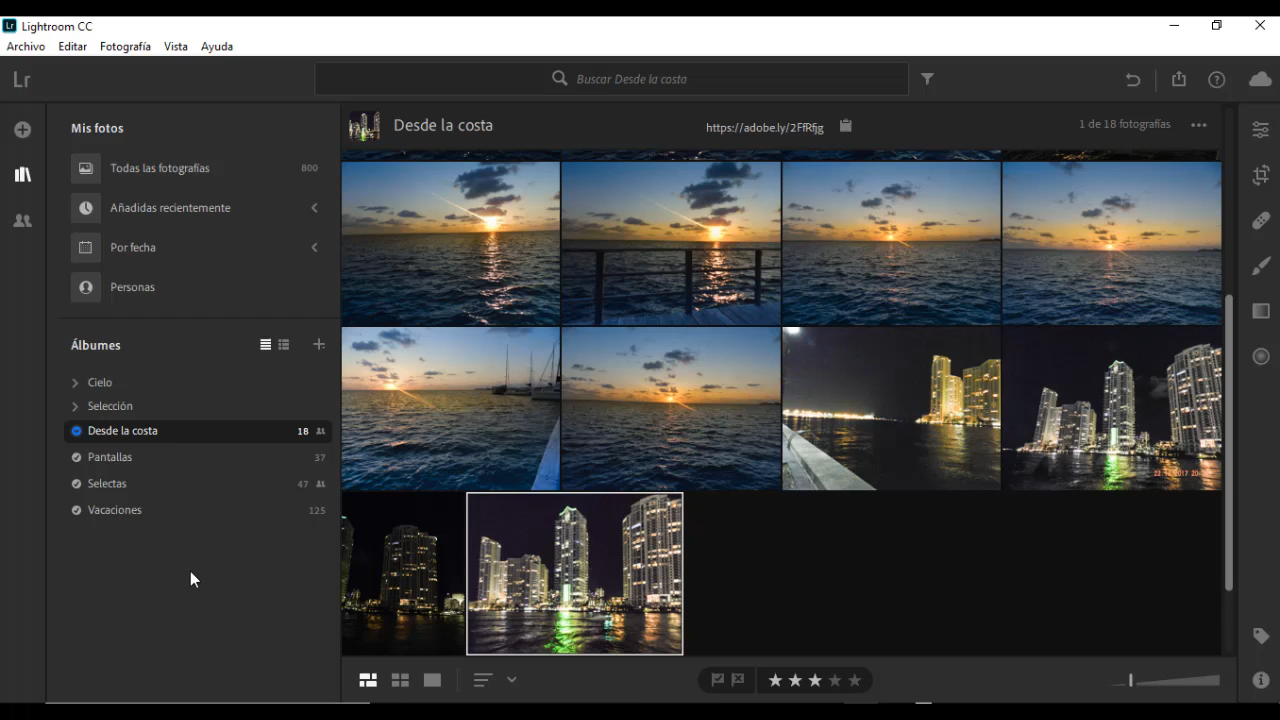 Lr Lightroom CC
Archivo Editar Fotografía Vista Ayuda
Lr
Buscar Desde la costa
Mis fotos
Todas las fotografías 800
Añadidas recientemente
Por fecha
Personas
Álbumes
Cielo
Selección
Desde la costa 18
Pantallas 37
Selectas 47
Vacaciones 125
Desde la costa
https://adobe.ly/2FfRfjg
1 de 18 fotografías